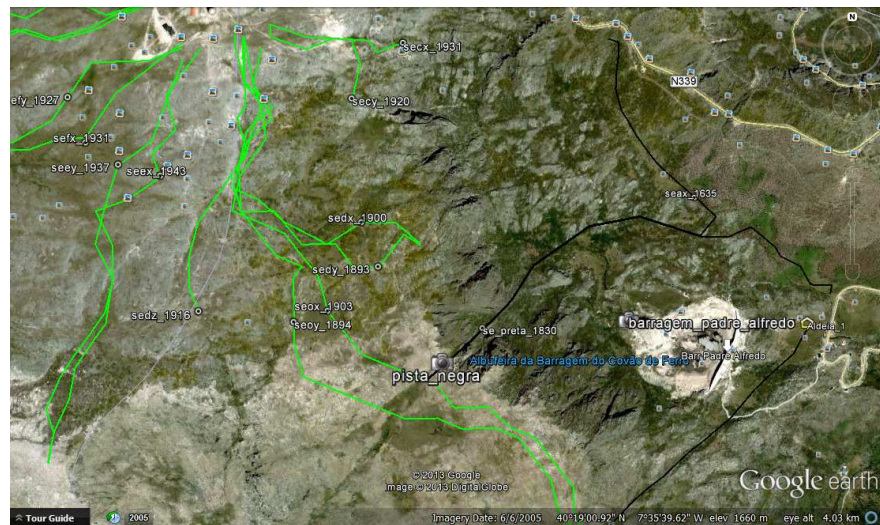 secx_1931
efy_1927
secy_1920
N
N339
sefx_1931
seey_1937
seex_1943
seax_1635
sedx_1900
sedy_1893
seox_1903
sedz_1916
seoy_1894
se_preta_1830
barragem_padre_alfredo
Aldeia_1
Albufeira da Barragem do Covão de Ferro
Barr Padre Alfredo
pista_negra
© 2013 Google
Image © 2013 DigitalGlobe
Google earth
Tour Guide
2005
Imagery Date: 6/6/2005 40°19'00.92" N 7°35'39.62" W elev 1660 m eye alt 4.03 km